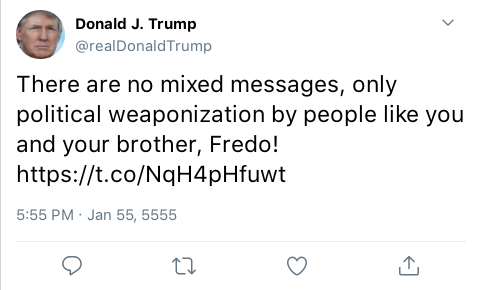 Donald J. Trump
@realDonaldTrump
There are no mixed messages, only
political weaponization by people like you
and your brother, Fredo!
https://t.co/NqH4pHfuwt
5:55 PM · Jan 55, 5555